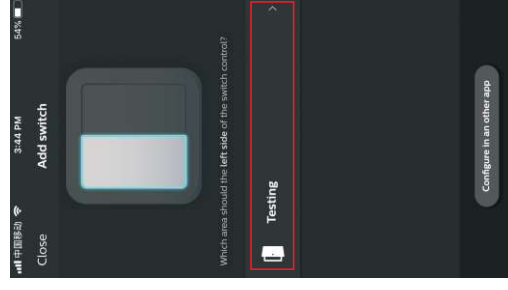 中国移动 3:44 PM 54%
Close Add switch
Which area should the left side of the switch control?
Testing
Configure in an other app